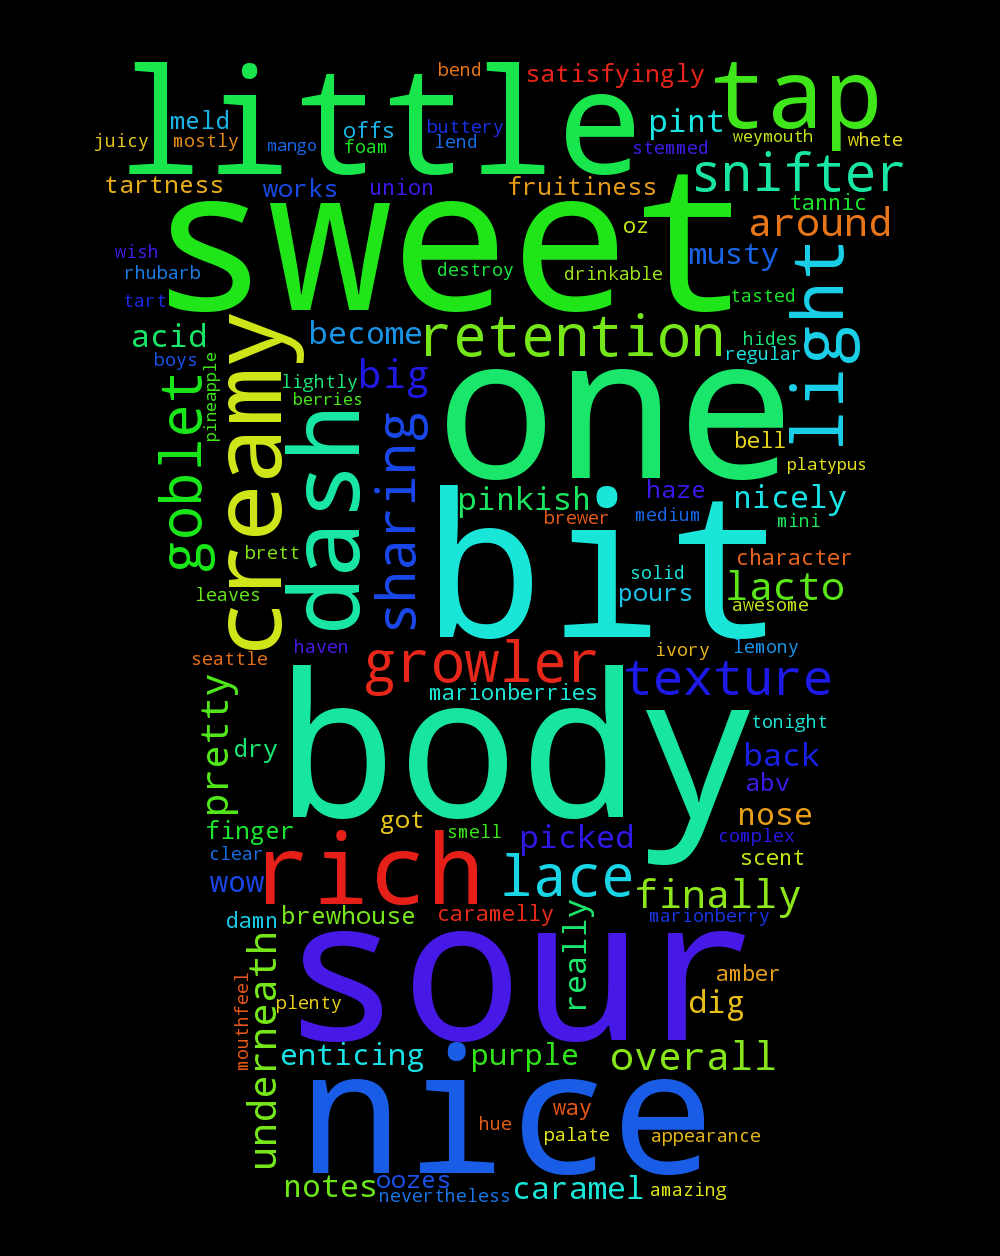 little
tap
bend
satisfyingly
meld
offs
buttery
pint
juicy
mostly
mango
foam
lend
stemmed
weymouth
whete
snifter
tartness
works
union
fruitiness
tannic
sweet
oz
around
wish
musty
light
rhubarb
destroy
drinkable
tart
tasted
acid
become
retention
hides
boys
regular
pineapple
creamy
lightly
big
one
goblet
berries
dash
sharing
bell
platypus
pinkish
haze
nicely
brewer
medium
mini
bit
brett
character
solid
leaves
pours
lacto
awesome
haven
ivory
lemony
seattle
growler
texture
marionberries
pretty
body
tonight
dry
back
abv
got
nose
finger
smell
picked
complex
clear
rich
scent
wow
lace
finally
damn
brewhouse
caramelly
marionberry
sour
really
underneath
mouthfeel
amber
plenty
dig
enticing
purple
overall
nice
way
hue
palate
appearance
notes
oozes
nevertheless
caramel
amazing